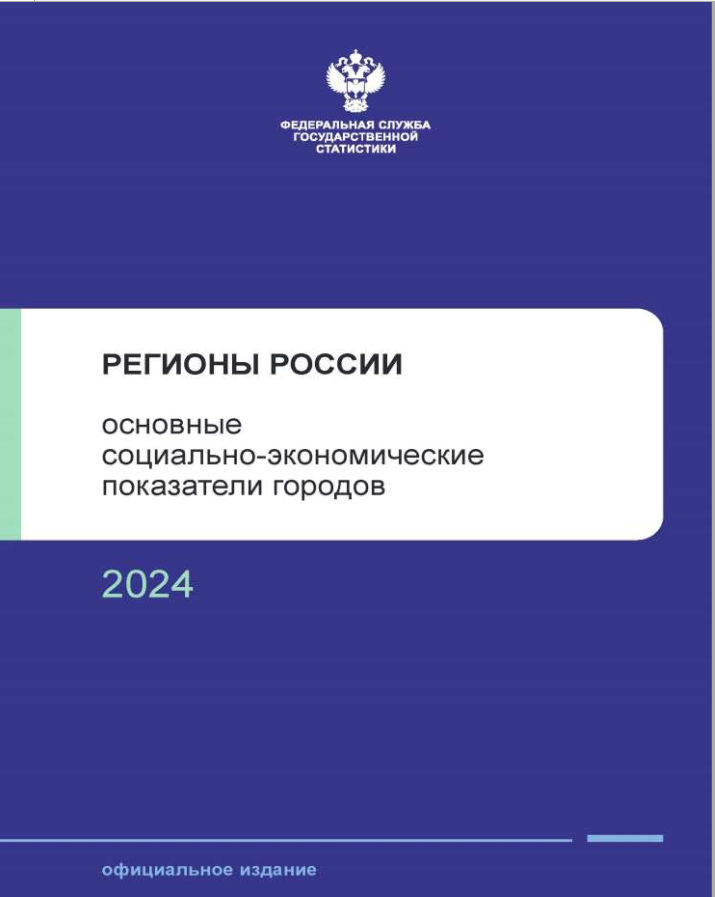 ФЕДЕРАЛЬНАЯ СЛУЖБА
ГОСУДАРСТВЕННОЙ
СТАТИСТИКИ
РЕГИОНЫ РОССИИ
основные
социально-экономические
показатели городов
2024
официальное издание